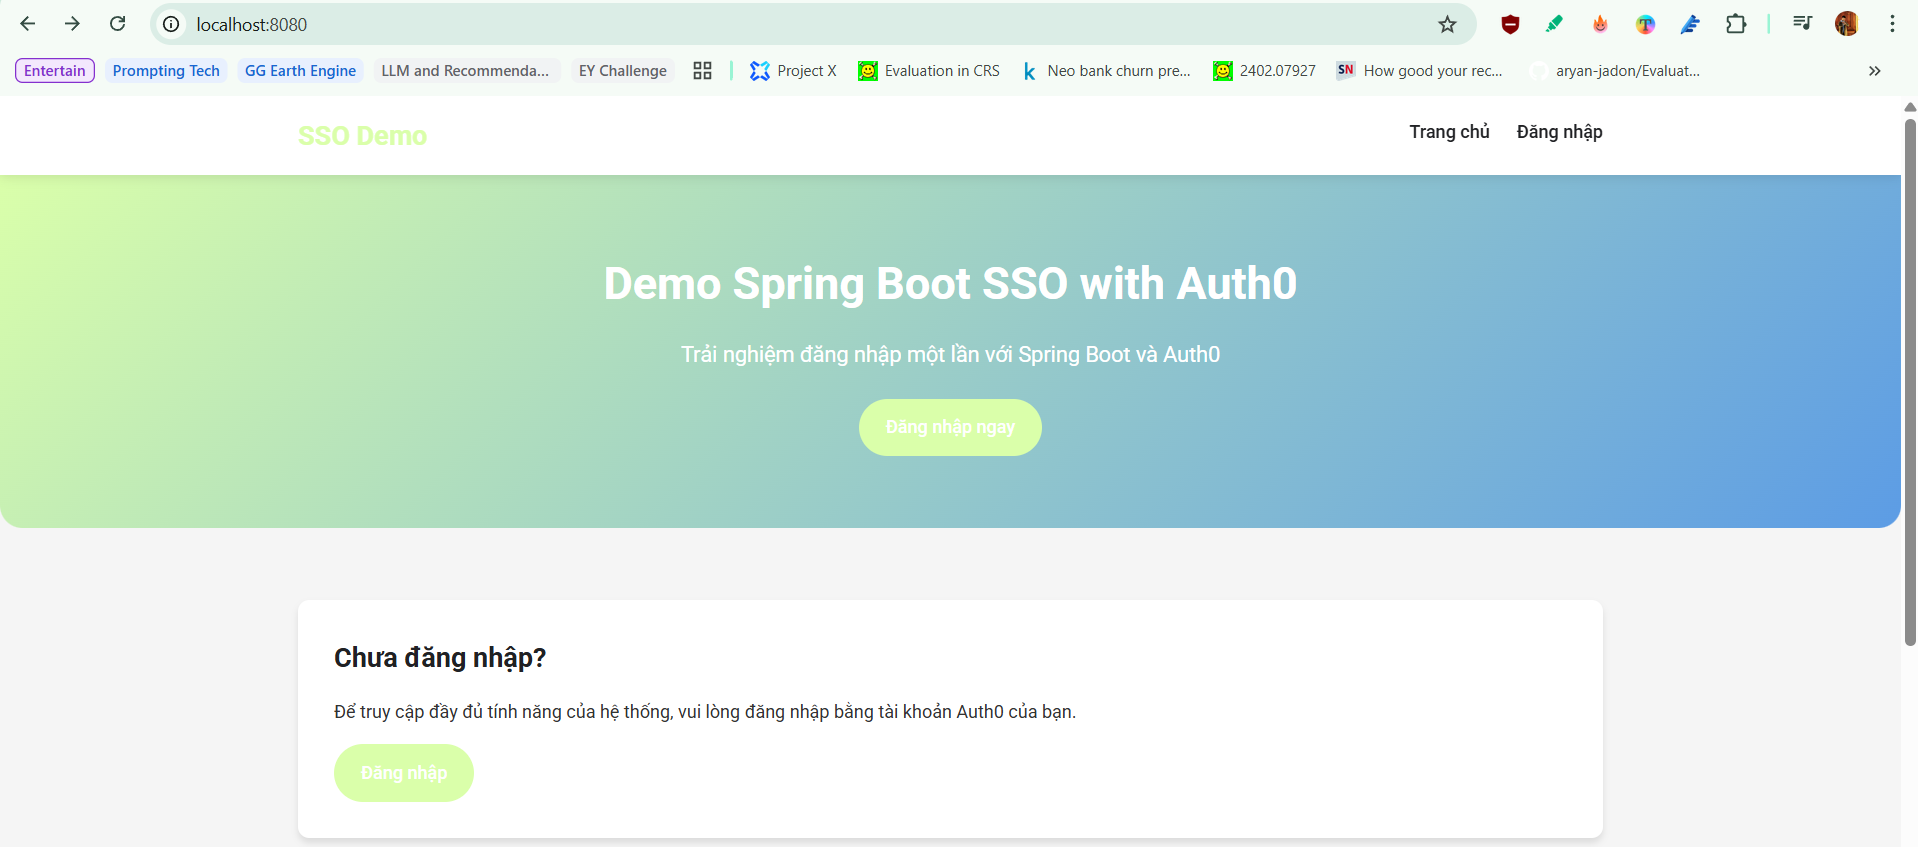 localhost:8080
Entertain Prompting Tech GG Earth Engine LLM and Recommenda... EY Challenge Project X Evaluation in CRS Neo bank churn pre... 2402.07927 SN How good your rec... aryan-jadon/Evaluat...
SSO Demo Trang chủ Đăng nhập
Demo Spring Boot SSO with Auth0
Trải nghiệm đăng nhập một lần với Spring Boot và Auth0
Đăng nhập ngay
Chưa đăng nhập?
Để truy cập đầy đủ tính năng của hệ thống, vui lòng đăng nhập bằng tài khoản Auth0 của bạn.
Đăng nhập